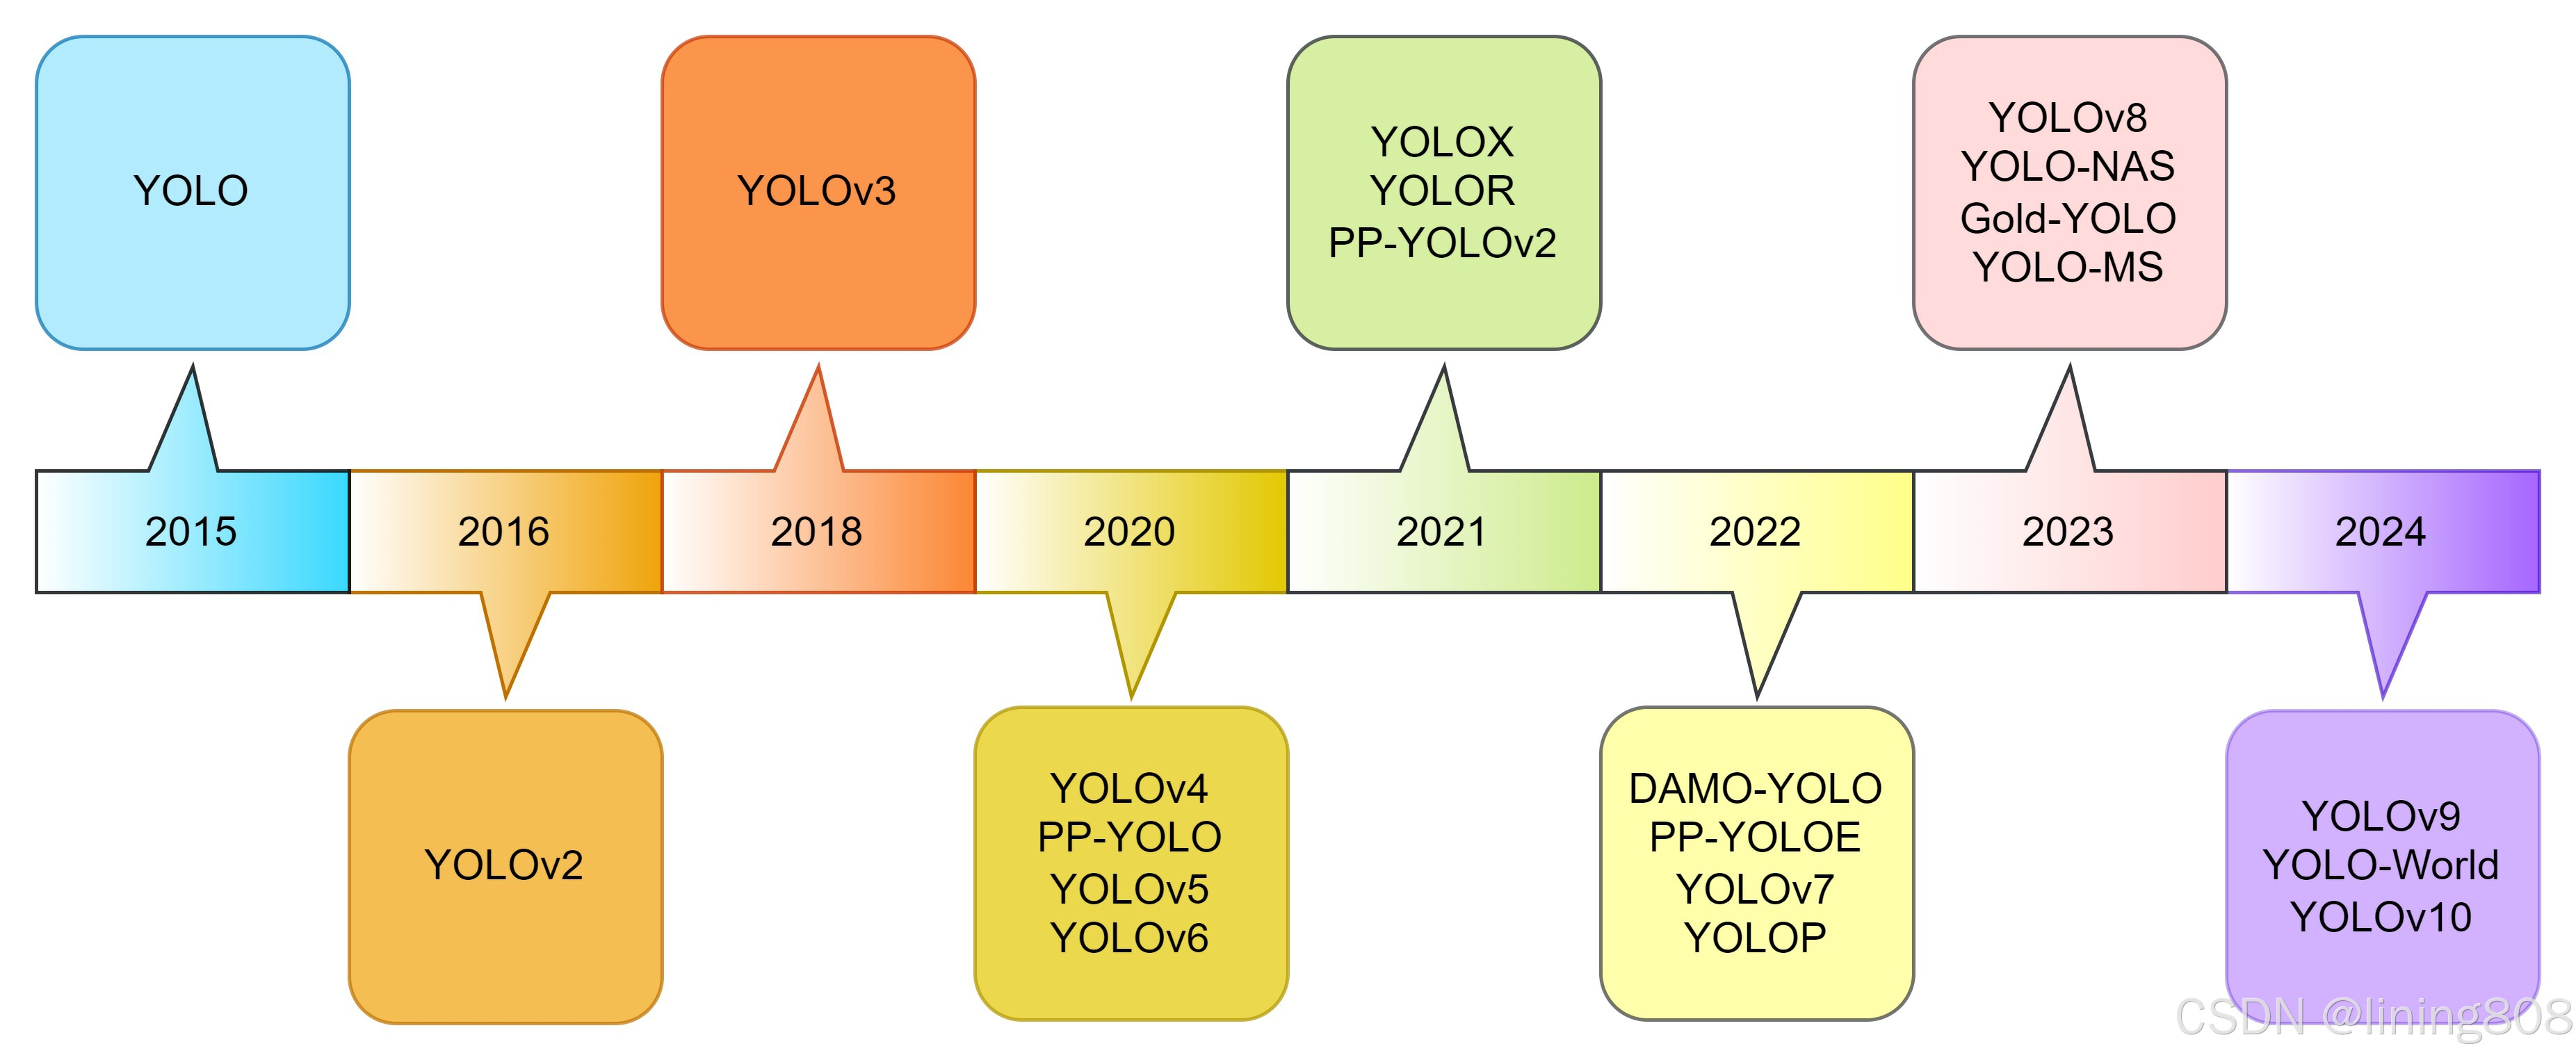 YOLO
YOLOv3
YOLOX
YOLOR
PP-YOLOv2
YOLOv8
YOLO-NAS
Gold-YOLO
YOLO-MS
2015
2016
2018
2020
2021
2022
2023
2024
YOLOv2
YOLOv4
PP-YOLO
YOLOv5
YOLOv6
DAMO-YOLO
PP-YOLOE
YOLOv7
YOLOP
YOLOv9
YOLO-World
YOLOv10
CSDN @lining808